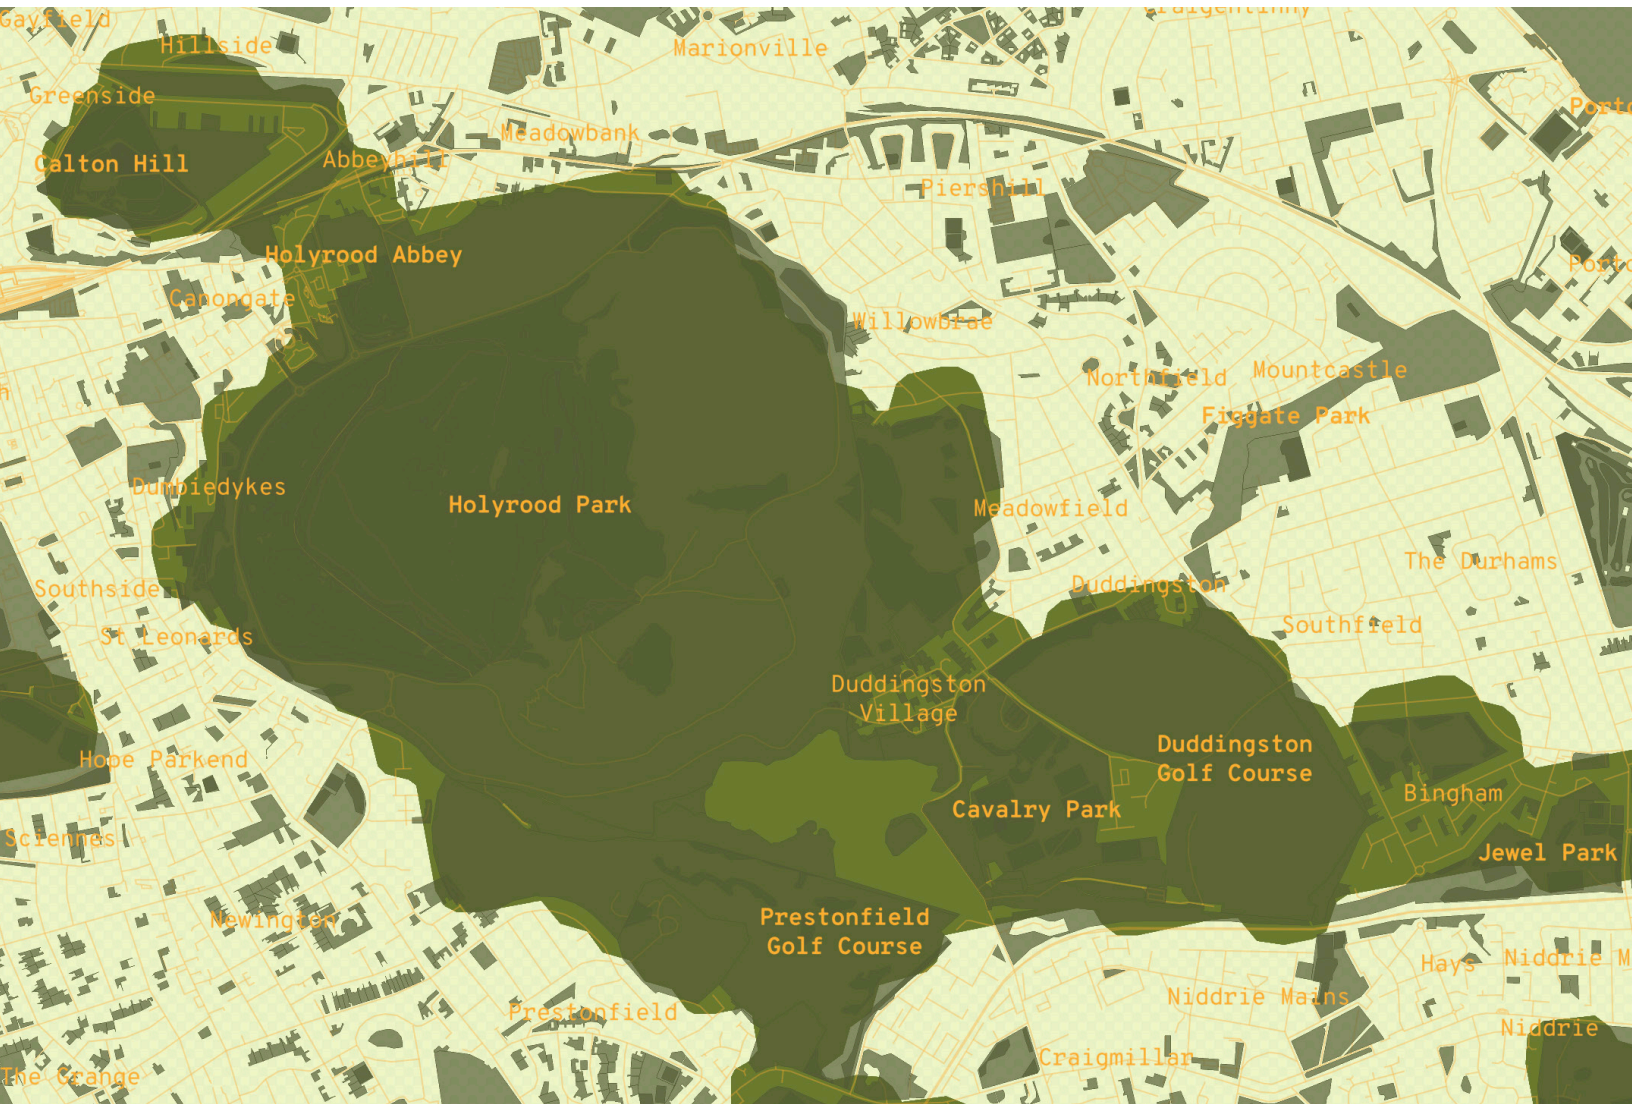 Gayfield
Craigentinny
Hillside
Marionville
Greenside
Meadowbank
Calton Hill
Abbeyhill
Piershill
Holyrood Abbey
Canongate
Willowbrae
Northfield
Mountcastle
Figgate Park
Dumbiedykes
Holyrood Park
Meadowfield
The Durhams
Southside
Duddingston
St Leonards
Southfield
Duddingston
Village
Duddingston
Golf Course
Hope Parkend
Bingham
Cavalry Park
Sciennes
Jewel Park
Newington
Prestonfield
Golf Course
Hays
Niddrie M
Niddrie Mains
Prestonfield
Niddrie
Craigmillar
The Grange